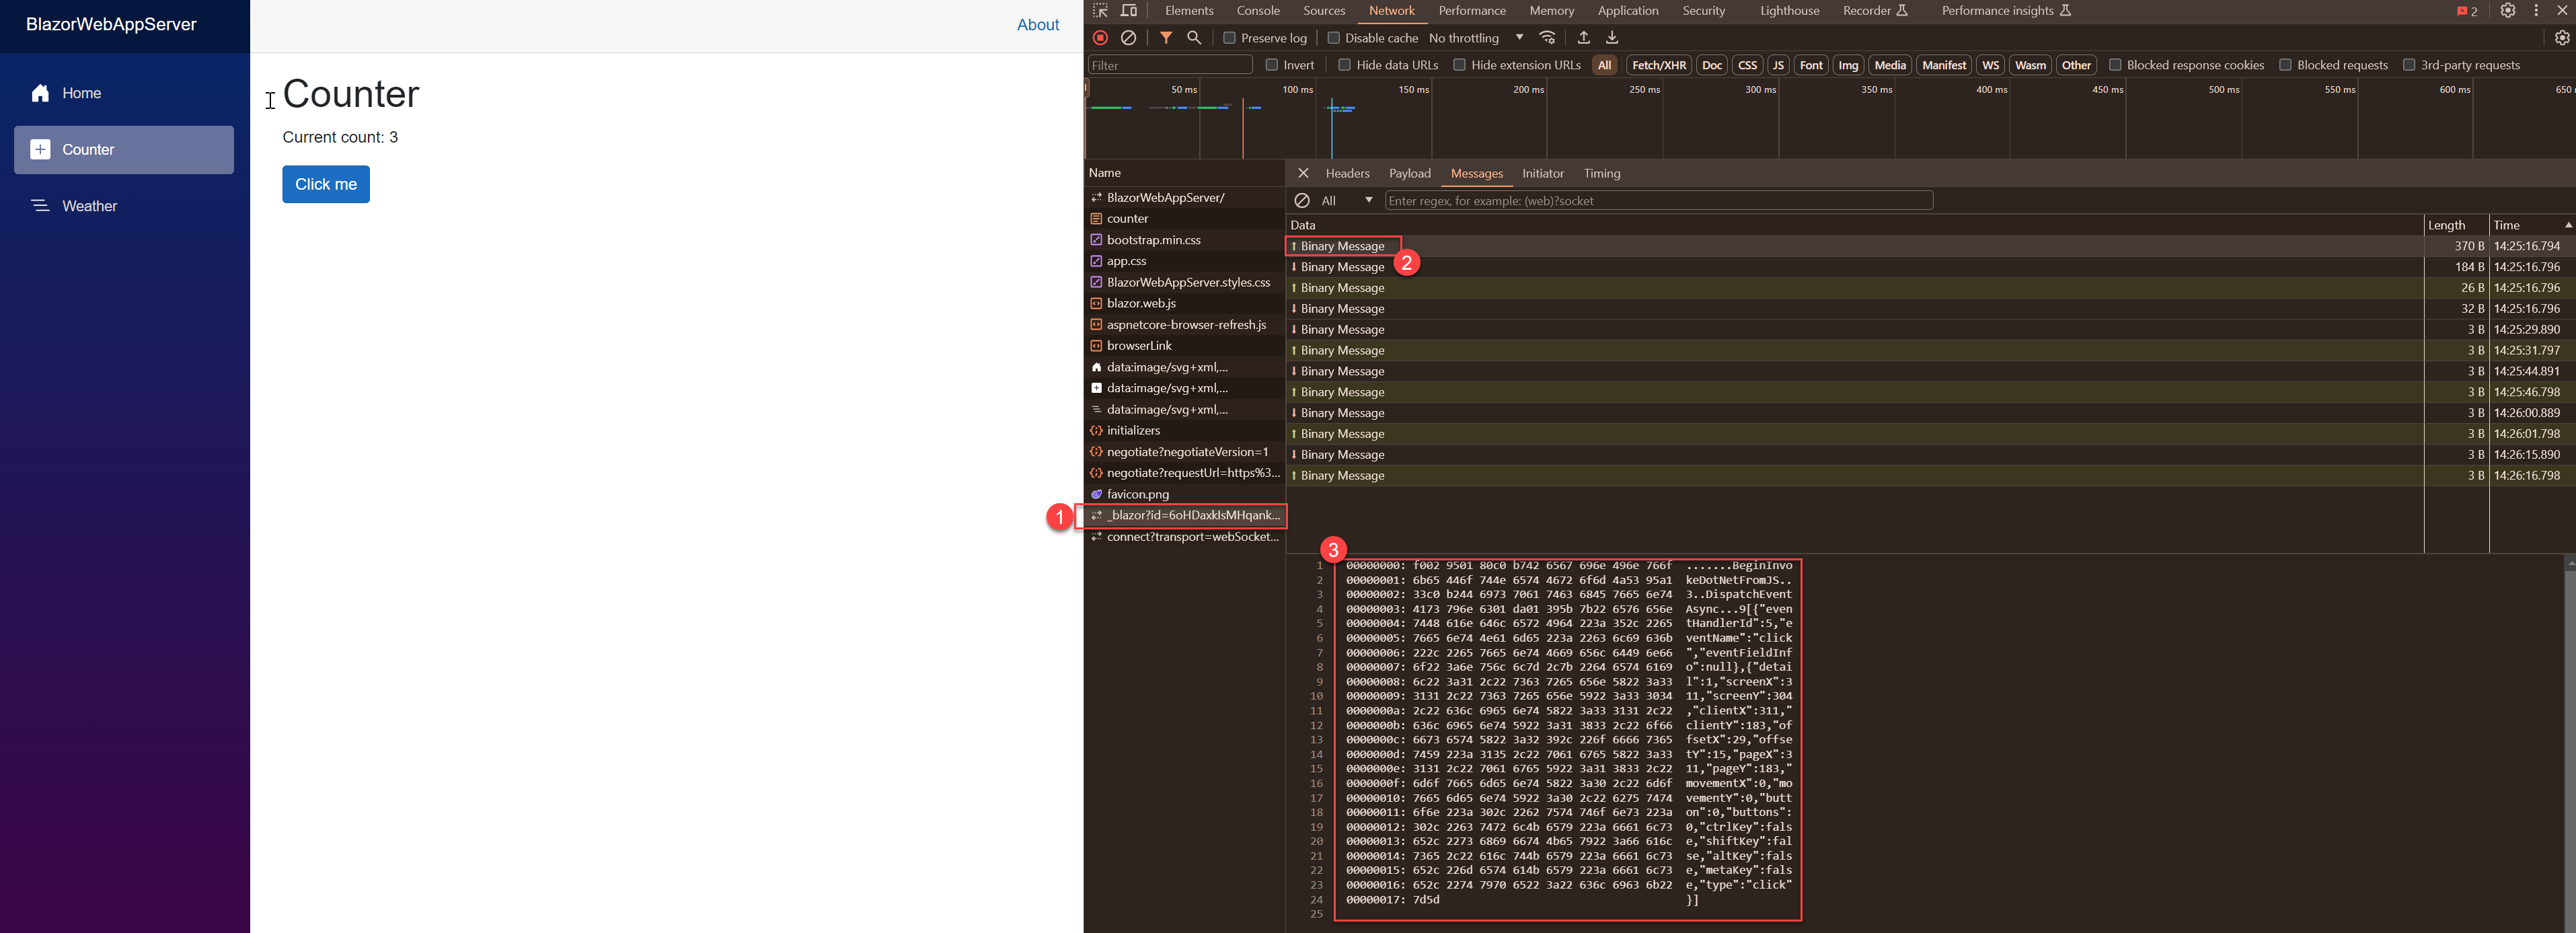 BlazorWebAppServer
Home
Counter
Weather
About
Counter
Current count: 3
Click me
Elements Console Sources Network Performance Memory Application Security Lighthouse Recorder Performance insights 2
Preserve log Disable cache No throttling
Filter Invert Hide data URLs Hide extension URLs All Fetch/XHR Doc CSS JS Font Img Media Manifest WS Wasm Other Blocked response cookies Blocked requests 3rd-party requests
50 ms 100 ms 150 ms 200 ms 250 ms 300 ms 350 ms 400 ms 450 ms 500 ms 550 ms 600 ms 650
Name
BlazorWebAppServer/
counter
bootstrap.min.css
app.css
BlazorWebAppServer.styles.css
blazor.web.js
aspnetcore-browser-refresh.js
browserLink
data:image/svg+xml,...
data:image/svg+xml,...
data:image/svg+xml,...
initializers
negotiate?negotiateVersion=1
negotiate?requestUrl=https%3...
favicon.png
1
_blazor?id=6oHDaxkIsMHqank...
connect?transport=webSocket...
Headers Payload Messages Initiator Timing
All Enter regex, for example: (web)?socket
Data Length Time
Binary Message 370 B 14:25:16.794
2
Binary Message 184 B 14:25:16.796
Binary Message 26 B 14:25:16.796
Binary Message 32 B 14:25:16.796
Binary Message 3 B 14:25:29.890
Binary Message 3 B 14:25:31.797
Binary Message 3 B 14:25:44.891
Binary Message 3 B 14:25:46.798
Binary Message 3 B 14:26:00.889
Binary Message 3 B 14:26:01.798
Binary Message 3 B 14:26:15.890
Binary Message 3 B 14:26:16.798
3
1 00000000: f002 9501 80c0 b742 6567 696e 496e 766f .......BeginInvo
2 00000001: 6b65 446f 744e 6574 4672 6f6d 4a53 95a1 keDotNetFromJS..
3 00000002: 33c0 b244 6973 7061 7463 6845 7665 6e74 3..DispatchEvent
4 00000003: 4173 796e 6301 da01 395b 7b22 6576 656e Async...9[{"even
5 00000004: 7448 616e 646c 6572 4964 223a 352c 2265 tHandlerId":5,"e
6 00000005: 7665 6e74 4e61 6d65 223a 2263 6c69 636b ventName":"click
7 00000006: 222c 2265 7665 6e74 4669 656c 6449 6e66 ","eventFieldInf
8 00000007: 6f22 3a6e 756c 6c7d 2c7b 2264 6574 6169 o":null},{"detai
9 00000008: 6c22 3a31 2c22 7363 7265 656e 5822 3a33 l":1,"screenX":3
10 00000009: 3131 2c22 7363 7265 656e 5922 3a33 3034 11,"screenY":304
11 0000000a: 2c22 636c 6965 6e74 5822 3a33 3131 2c22 ,"clientX":311,"
12 0000000b: 636c 6965 6e74 5922 3a31 3833 2c22 6f66 clientY":183,"of
13 0000000c: 6673 6574 5822 3a32 392c 226f 6666 7365 fsetX":29,"offse
14 0000000d: 7459 223a 3135 2c22 7061 6765 5822 3a33 tY":15,"pageX":3
15 0000000e: 3131 2c22 7061 6765 5922 3a31 3833 2c22 11,"pageY":183,"
16 0000000f: 6d6f 7665 6d65 6e74 5822 3a30 2c22 6d6f movementX":0,"mo
17 00000010: 7665 6d65 6e74 5922 3a30 2c22 6275 7474 vementY":0,"butt
18 00000011: 6f6e 223a 302c 2262 7574 746f 6e73 223a on":0,"buttons":
19 00000012: 302c 2263 7472 6c4b 6579 223a 6661 6c73 0,"ctrlKey":fals
20 00000013: 652c 2273 6869 6674 4b65 7922 3a66 616c e,"shiftKey":fal
21 00000014: 7365 2c22 616c 744b 6579 223a 6661 6c73 se,"altKey":fals
22 00000015: 652c 226d 6574 614b 6579 223a 6661 6c73 e,"metaKey":fals
23 00000016: 652c 2274 7970 6522 3a22 636c 6963 6b22 e,"type":"click"
24 00000017: 7d5d }]
25